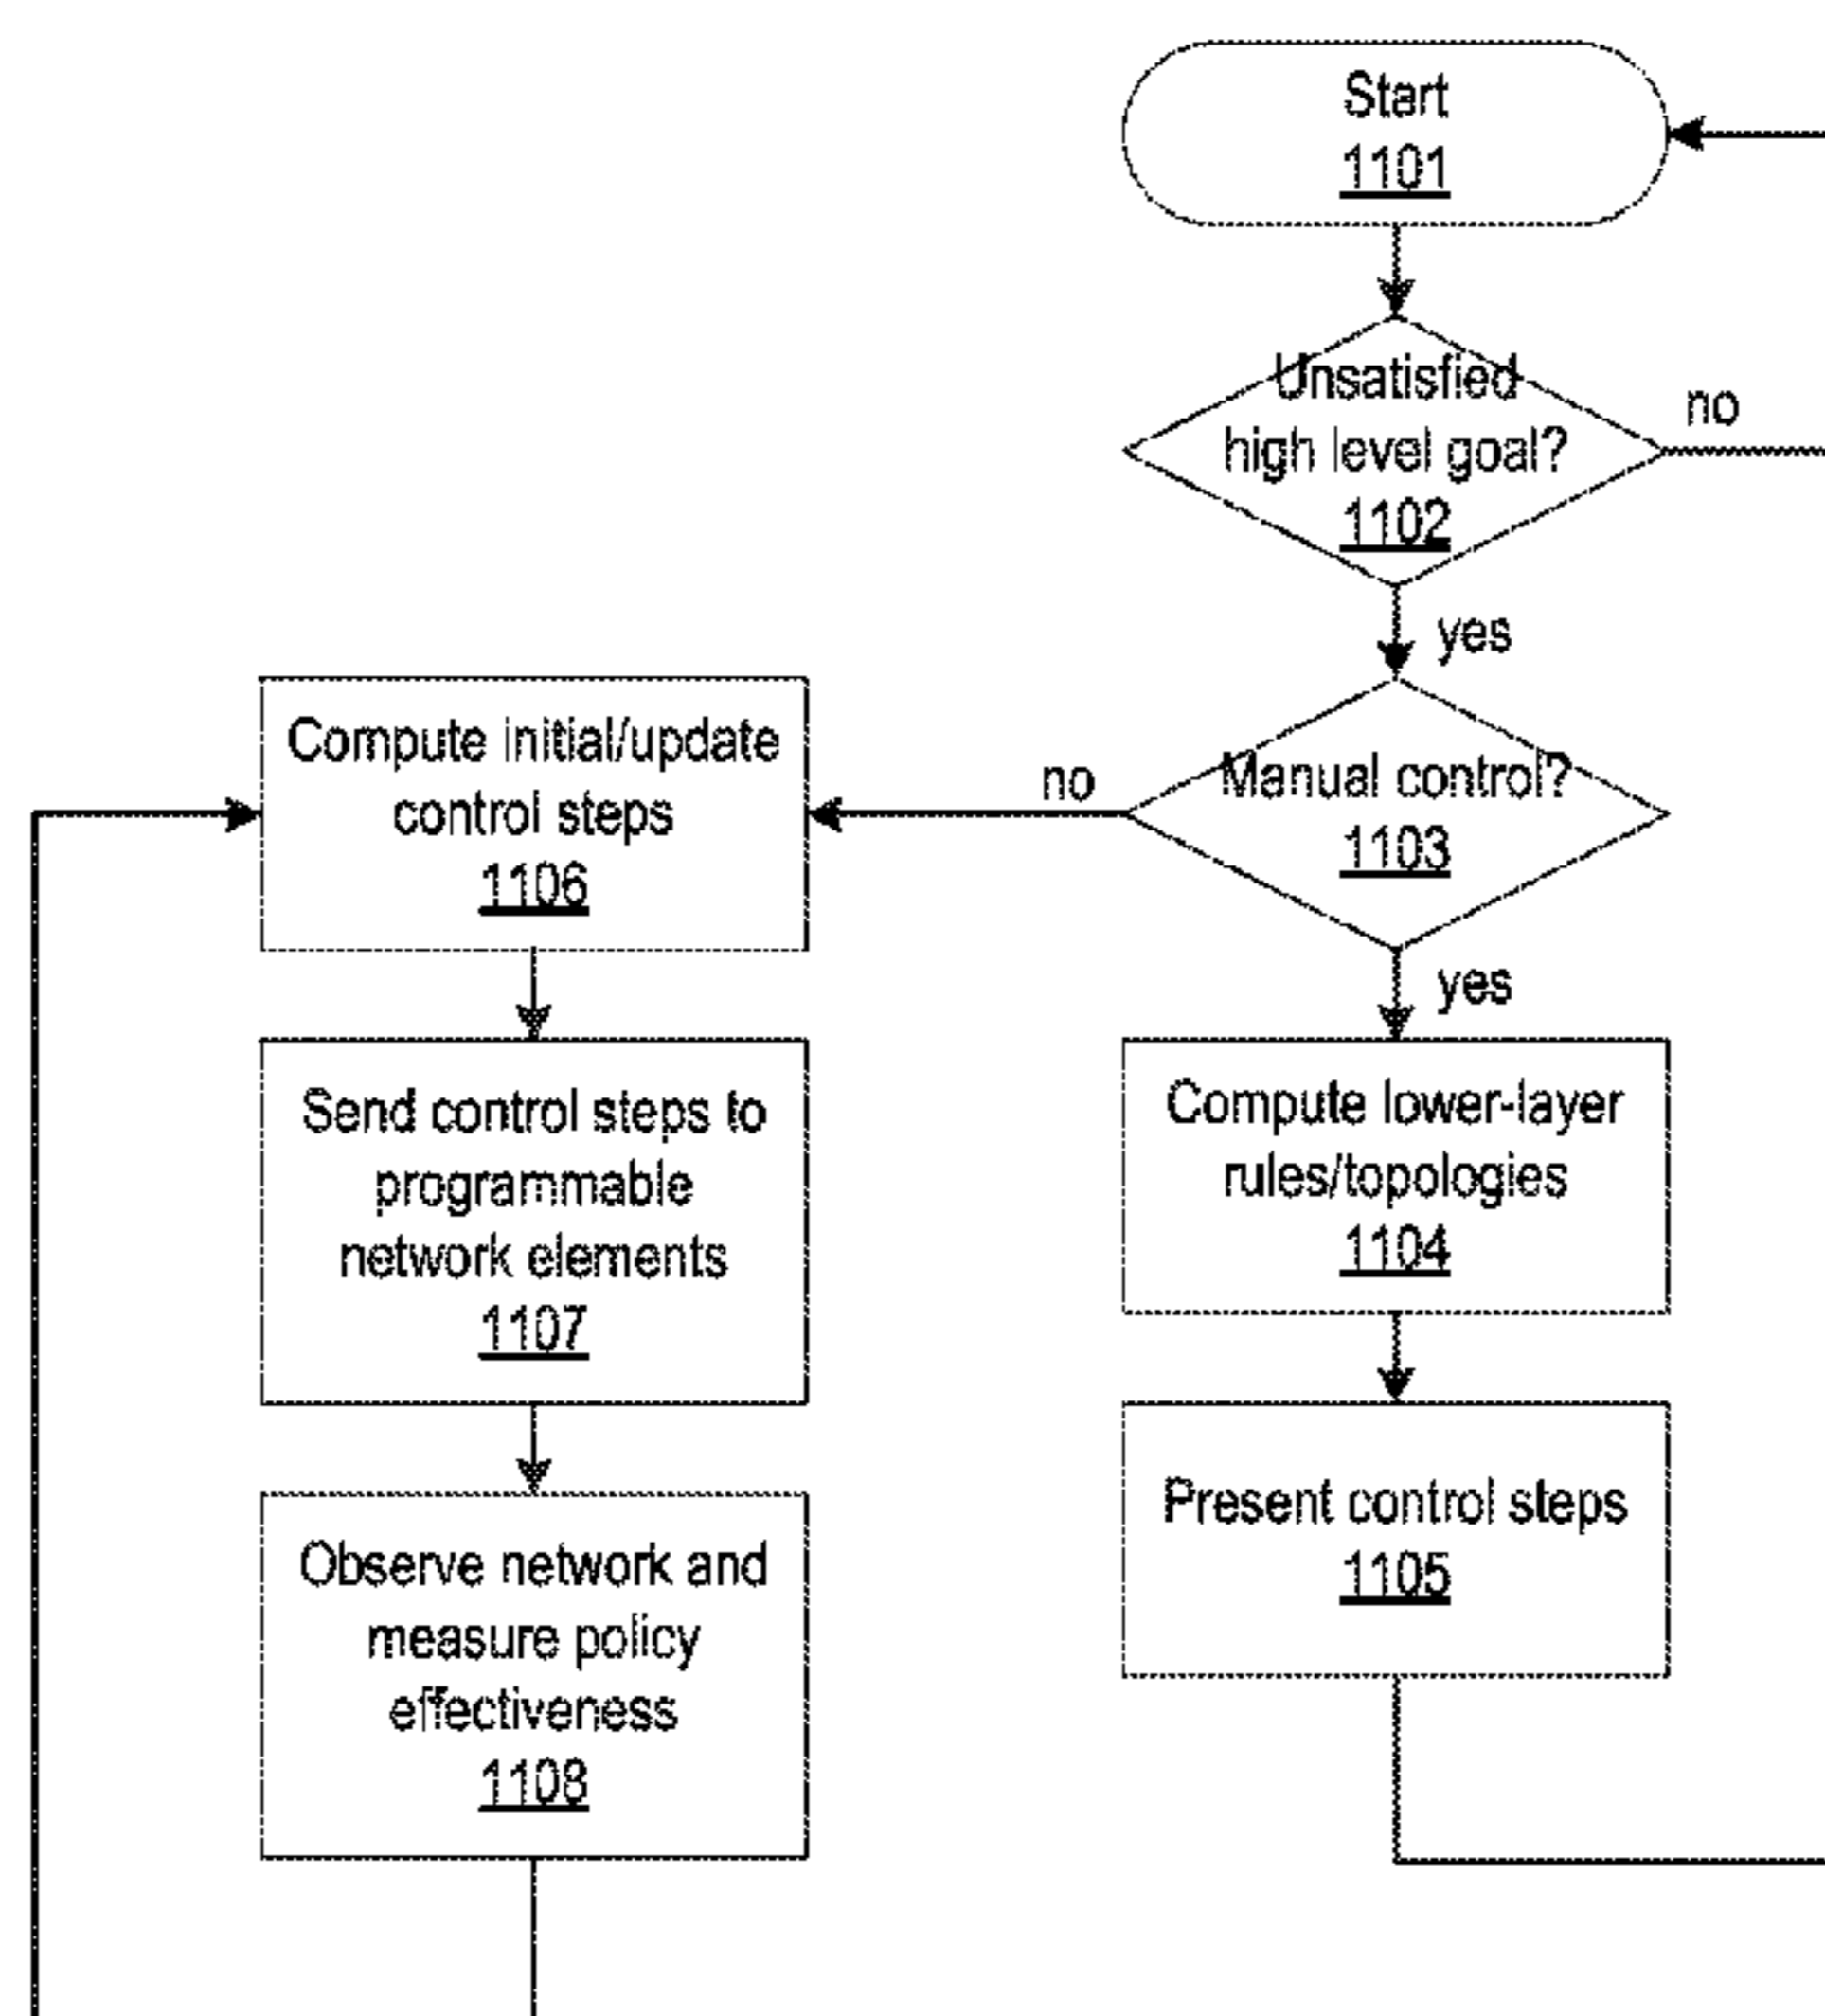 Start
1101
Unsatisfied
high level goal?
1102
no
yes
Manual control?
1103
no
yes
Compute initial/update
control steps
1106
Send control steps to
programmable
network elements
1107
Observe network and
measure policy
effectiveness
1108
Compute lower-layer
rules/topologies
1104
Present control steps
1105